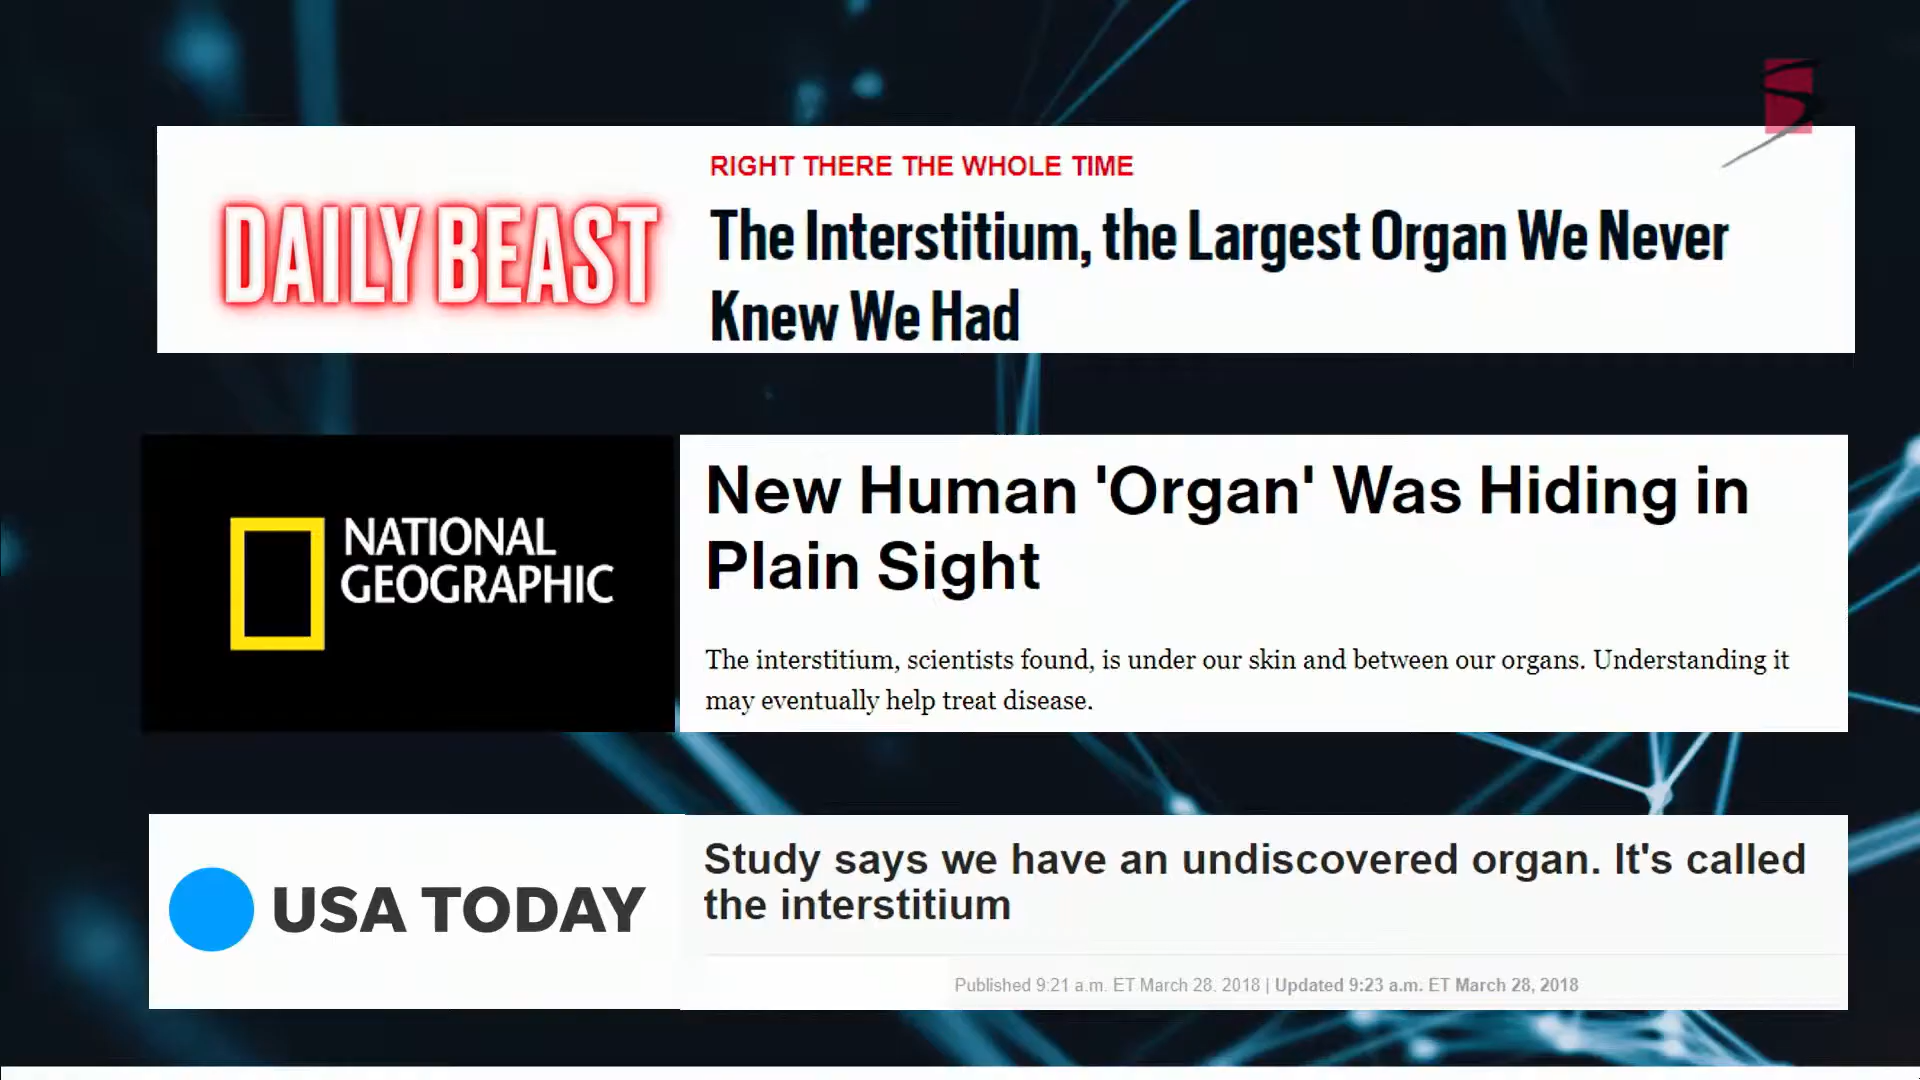 RIGHT THERE THE WHOLE TIME
DAILY BEAST
The Interstitium, the Largest Organ We Never
Knew We Had
NATIONAL
GEOGRAPHIC
New Human 'Organ' Was Hiding in
Plain Sight
The interstitium, scientists found, is under our skin and between our organs. Understanding it
may eventually help treat disease.
USA TODAY
Study says we have an undiscovered organ. It's called
the interstitium
Published 9:21 a.m. ET March 28, 2018 | Updated 9:23 a.m. ET March 28, 2018